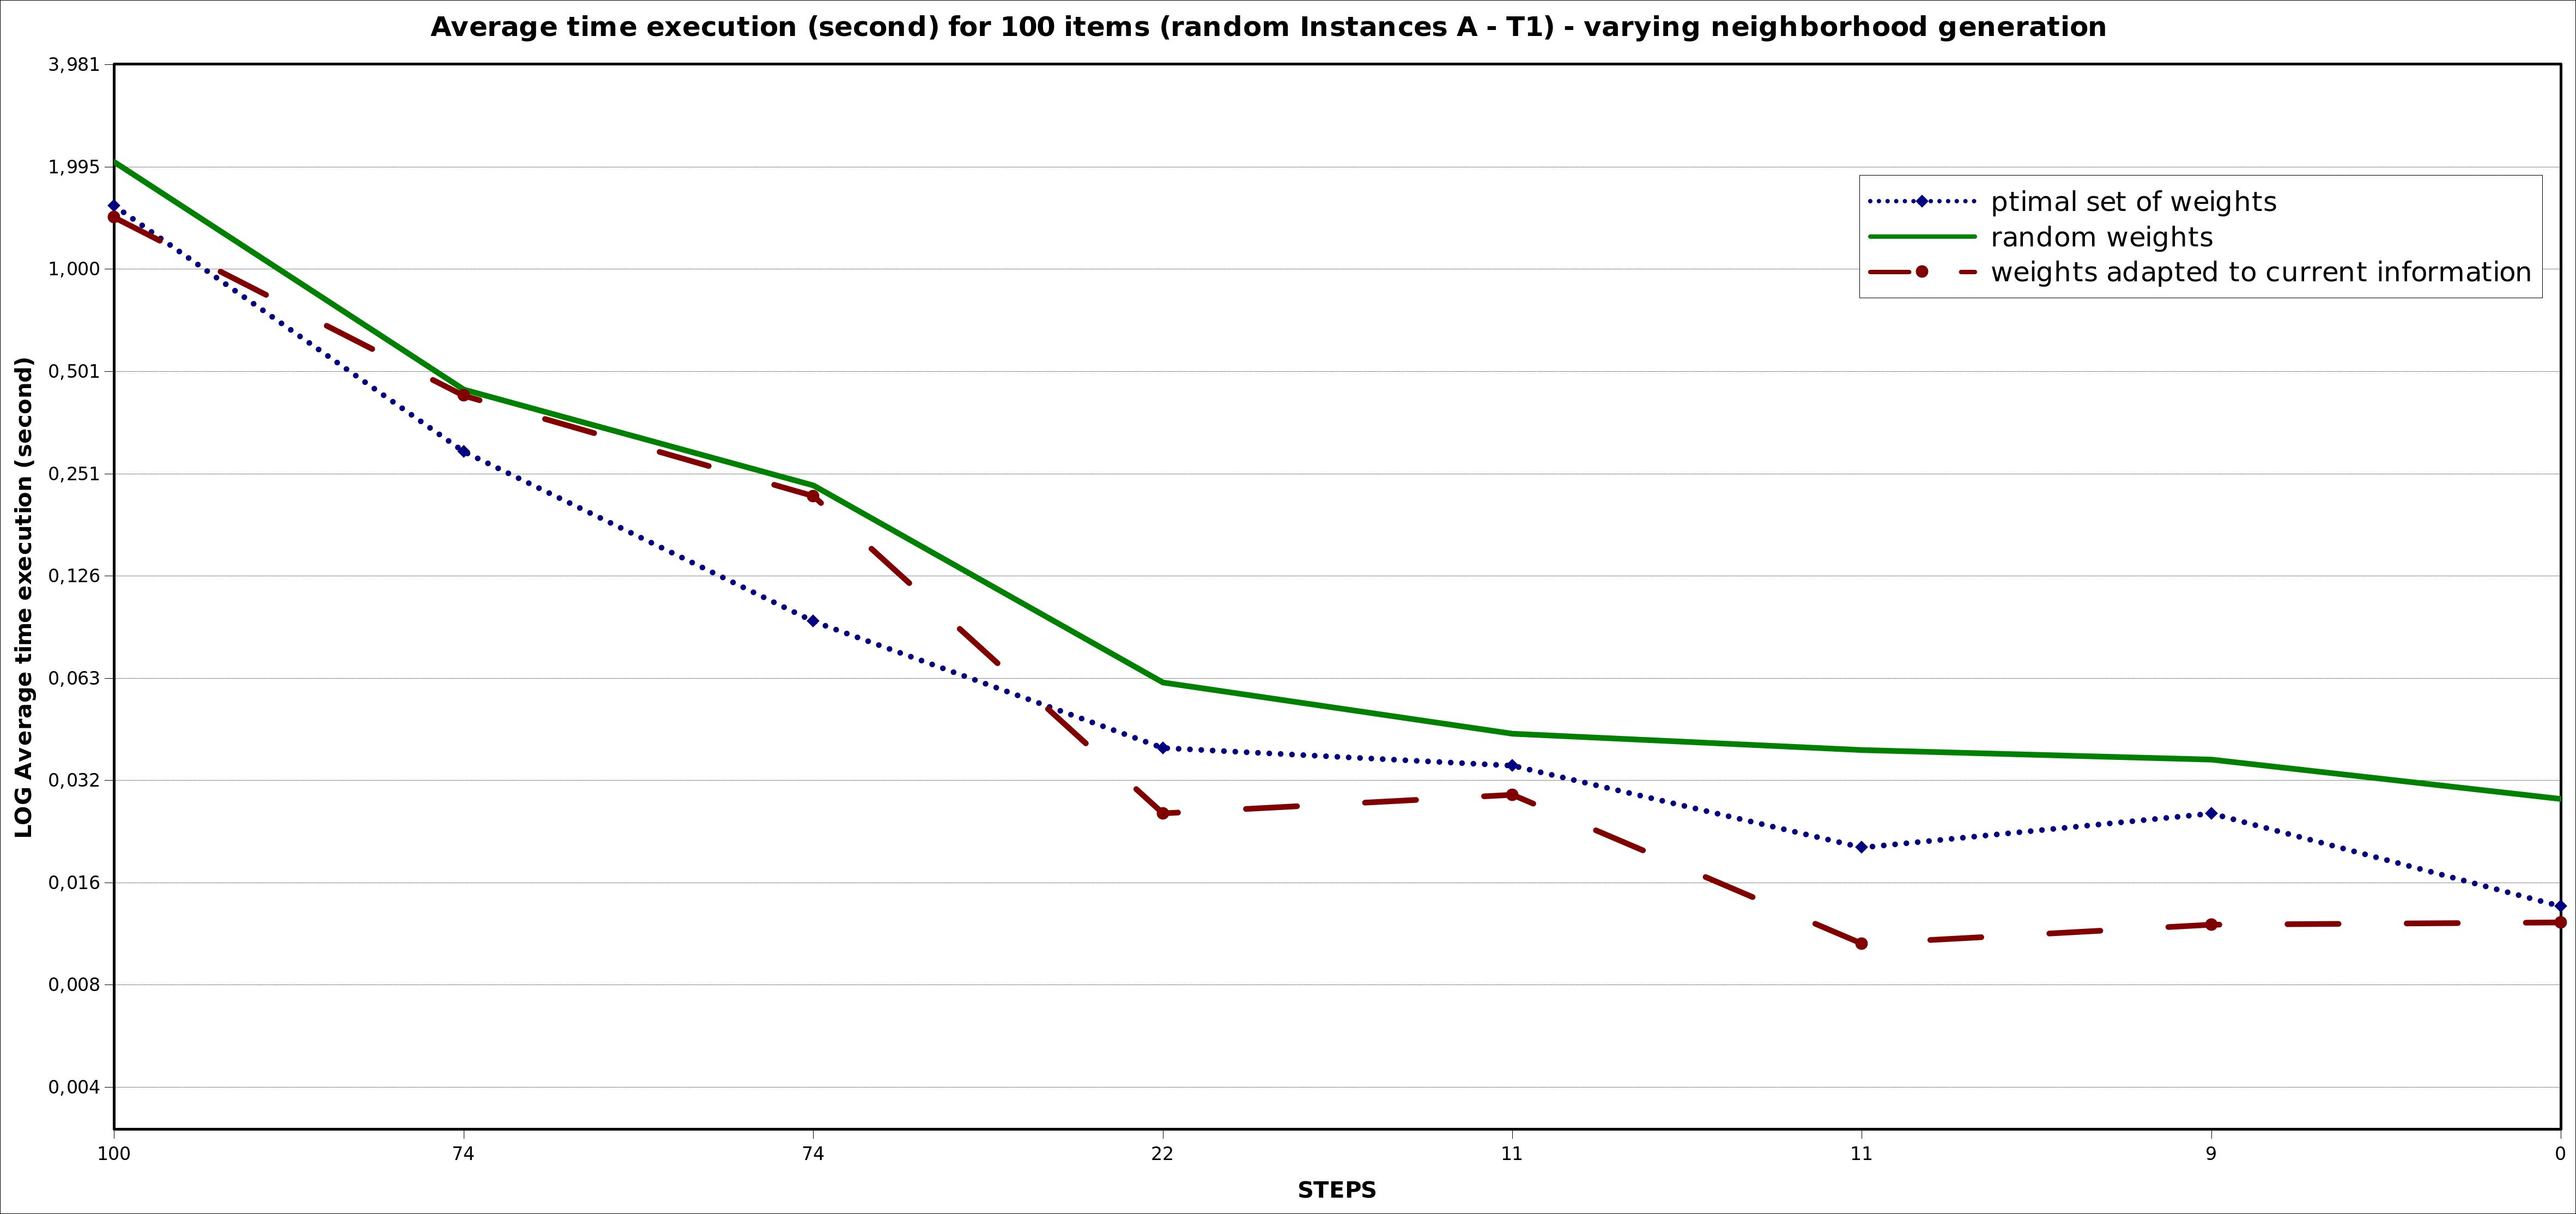 Average time execution (second) for 100 items (random Instances A - T1) - varying neighborhood generation
3,981
1,995
1,000
0,501
0,251
0,126
0,063
0,032
0,016
0,008
0,004
LOG Average time execution (second)
ptimal set of weights
random weights
weights adapted to current information
100 74 74 22 11 11 9 0
STEPS